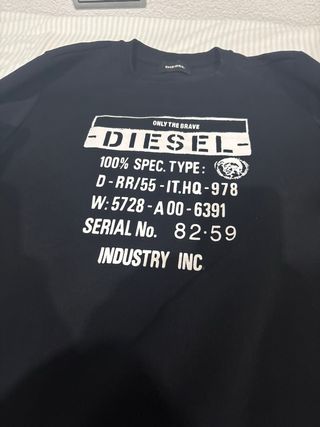 DIESEL
ONLY THE BRAVE
-DIESEL-
100% SPEC. TYPE:
D-RR/55-IT.HQ-978
W:5728-A00-6391
SERIAL No. 82·59
INDUSTRY INC